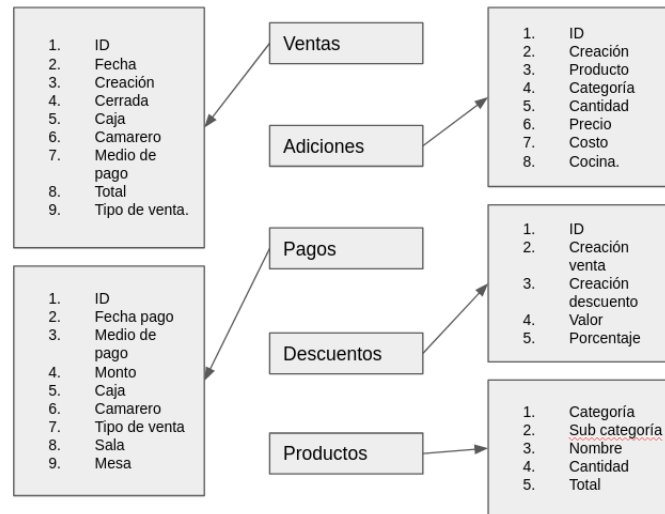 1. ID
2. Fecha
3. Creación
4. Cerrada
5. Caja
6. Camarero
7. Medio de
pago
8. Total
9. Tipo de venta.
1. ID
2. Fecha pago
3. Medio de
pago
4. Monto
5. Caja
6. Camarero
7. Tipo de venta
8. Sala
9. Mesa
Ventas
Adiciones
Pagos
Descuentos
Productos
1. ID
2. Creación
3. Producto
4. Categoría
5. Cantidad
6. Precio
7. Costo
8. Cocina.
1. ID
2. Creación
venta
3. Creación
descuento
4. Valor
5. Porcentaje
1. Categoría
2. Sub categoría
3. Nombre
4. Cantidad
5. Total